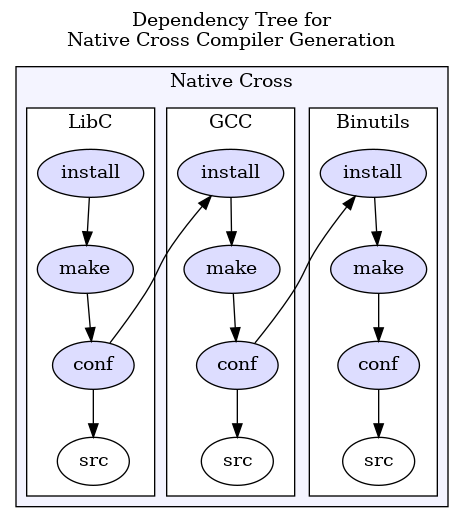 Dependency Tree for
Native Cross Compiler Generation
Native Cross
LibC
install
make
conf
src
GCC
install
make
conf
src
Binutils
install
make
conf
src